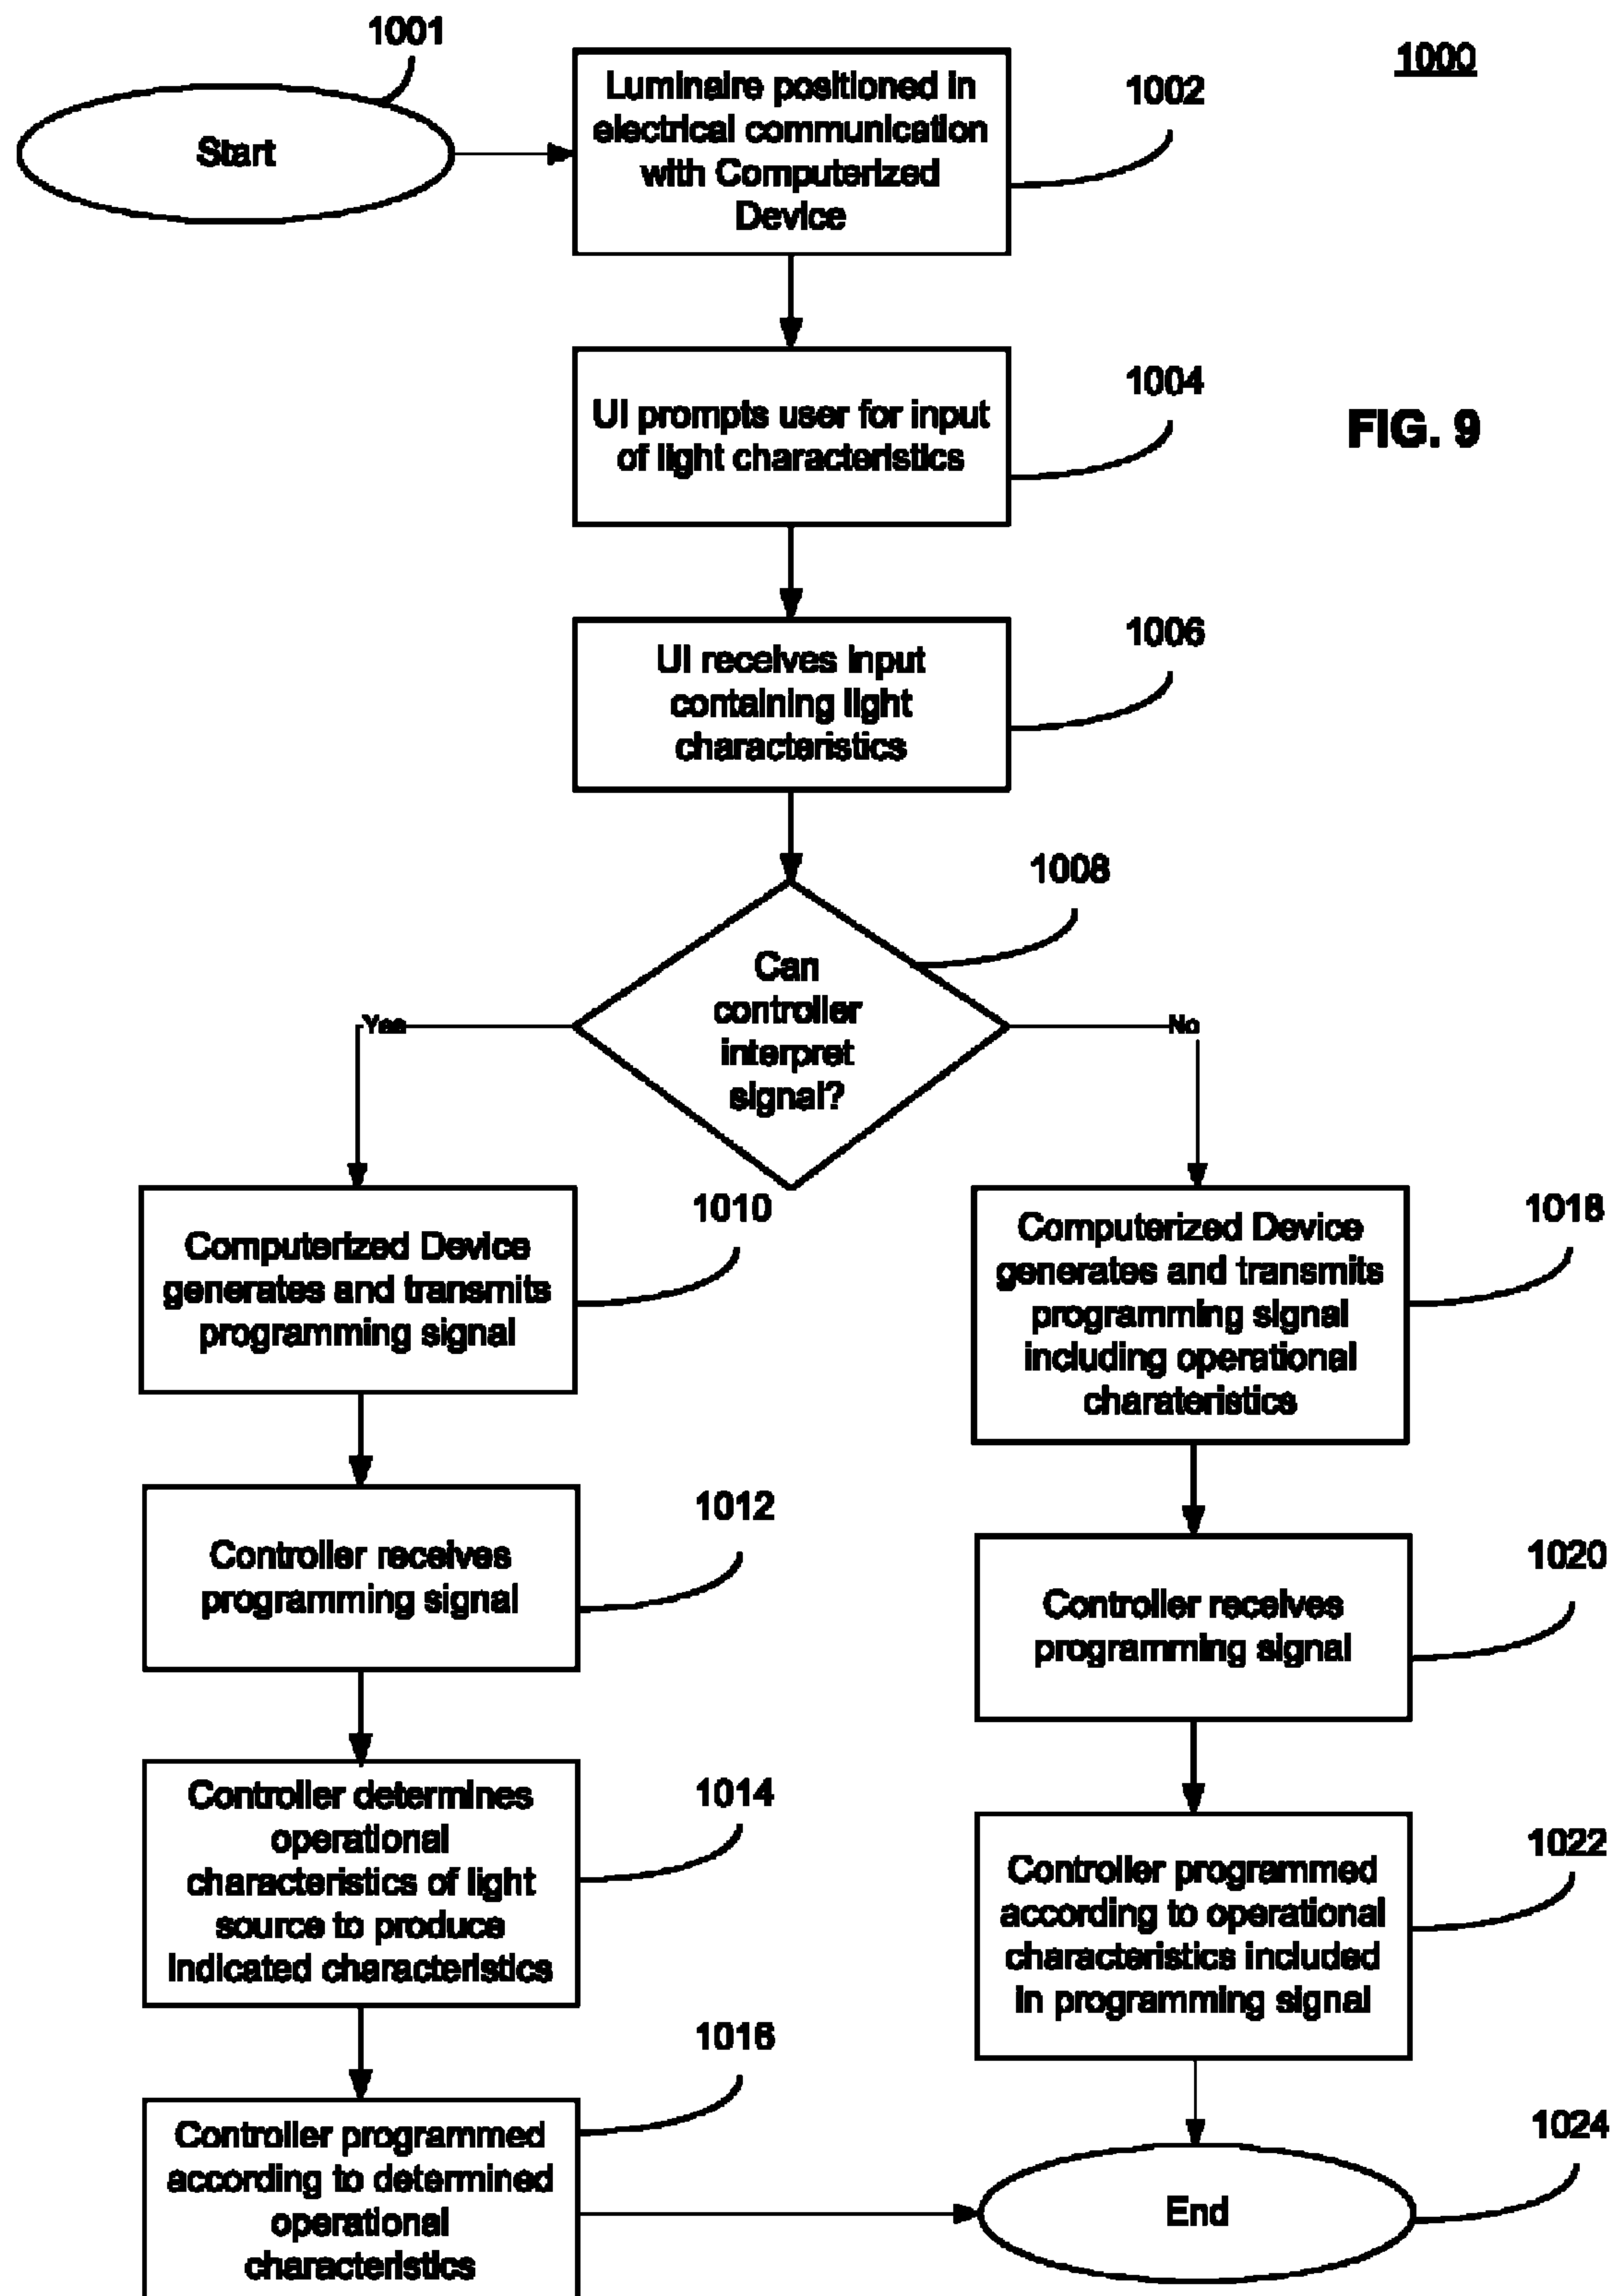 1001
1000
Start
Luminaire positioned in
electrical communication
with Computerized
Device
1002
UI prompts user for input
of light characteristics
1004
FIG. 9
UI receives input
containing light
characteristics
1006
Can
controller
interpret
signal?
1008
Yes
No
Computerized Device
generates and transmits
programming signal
1010
Computerized Device
generates and transmits
programming signal
including operational
charateristics
1018
Controller receives
programming signal
1012
Controller receives
programming signal
1020
Controller determines
operational
characteristics of light
source to produce
indicated characteristics
1014
Controller programmed
according to operational
characteristics included
in programming signal
1022
Controller programmed
according to determined
operational
characteristics
1016
End
1024